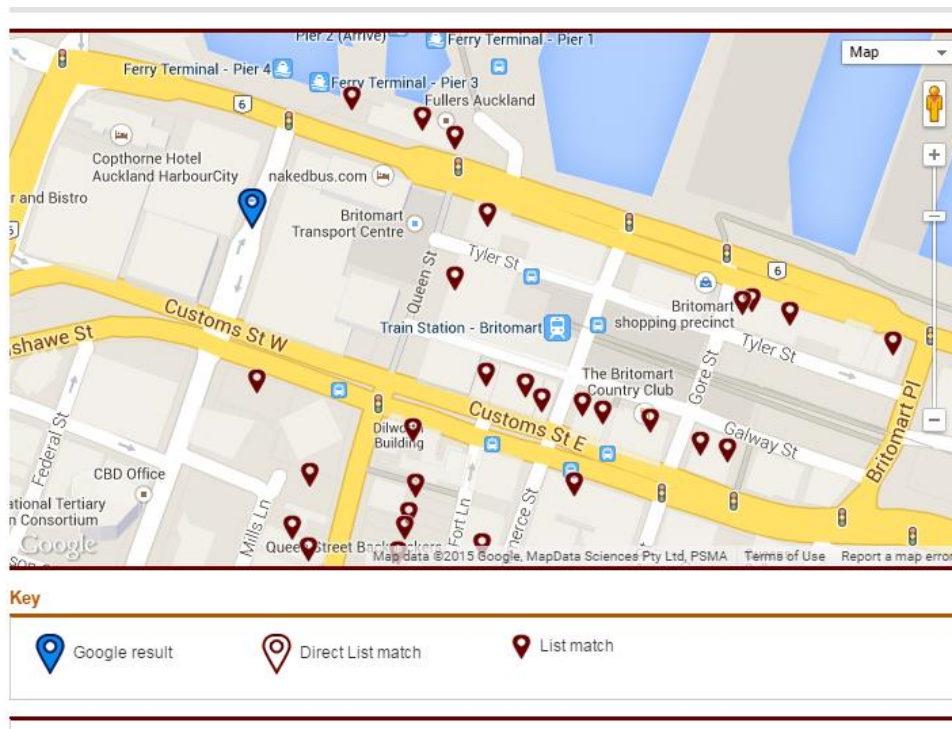 Pier 2 (Arrive)
Ferry Terminal - Pier 1
Map
Ferry Terminal - Pier 4
Ferry Terminal - Pier 3
Fullers Auckland
6
Copthorne Hotel
Auckland HarbourCity
nakedbus.com
r and Bistro
Britomart
Transport Centre
Tyler St
6
Queen St
Britomart
shopping precinct
Customs St W
Train Station - Britomart
Tyler St
shawe St
The Britomart
Country Club
Gore St
Customs St E
Galway St
Britomart Pl
Dilworth
Building
Federal St
CBD Office
ational Tertiary
n Consortium
Mills Ln
Fort Ln
merce St
Google
Map data ©2015 Google, MapData Sciences Pty Ltd, PSMA
Terms of Use
Report a map error
Key
Google result
Direct List match
List match